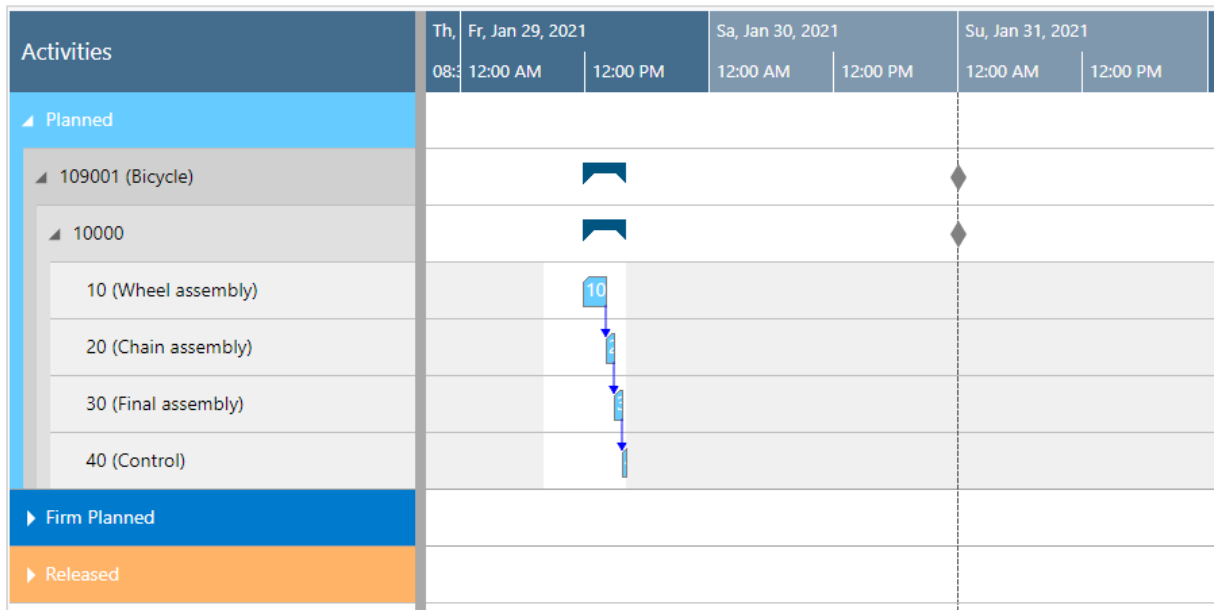 Activities
Th, Fr, Jan 29, 2021 Sa, Jan 30, 2021 Su, Jan 31, 2021
12:00 AM 12:00 PM 12:00 AM 12:00 PM 12:00 AM 12:00 PM
Planned
109001 (Bicycle)
10000
10 (Wheel assembly) 10
20 (Chain assembly)
30 (Final assembly)
40 (Control)
Firm Planned
Released